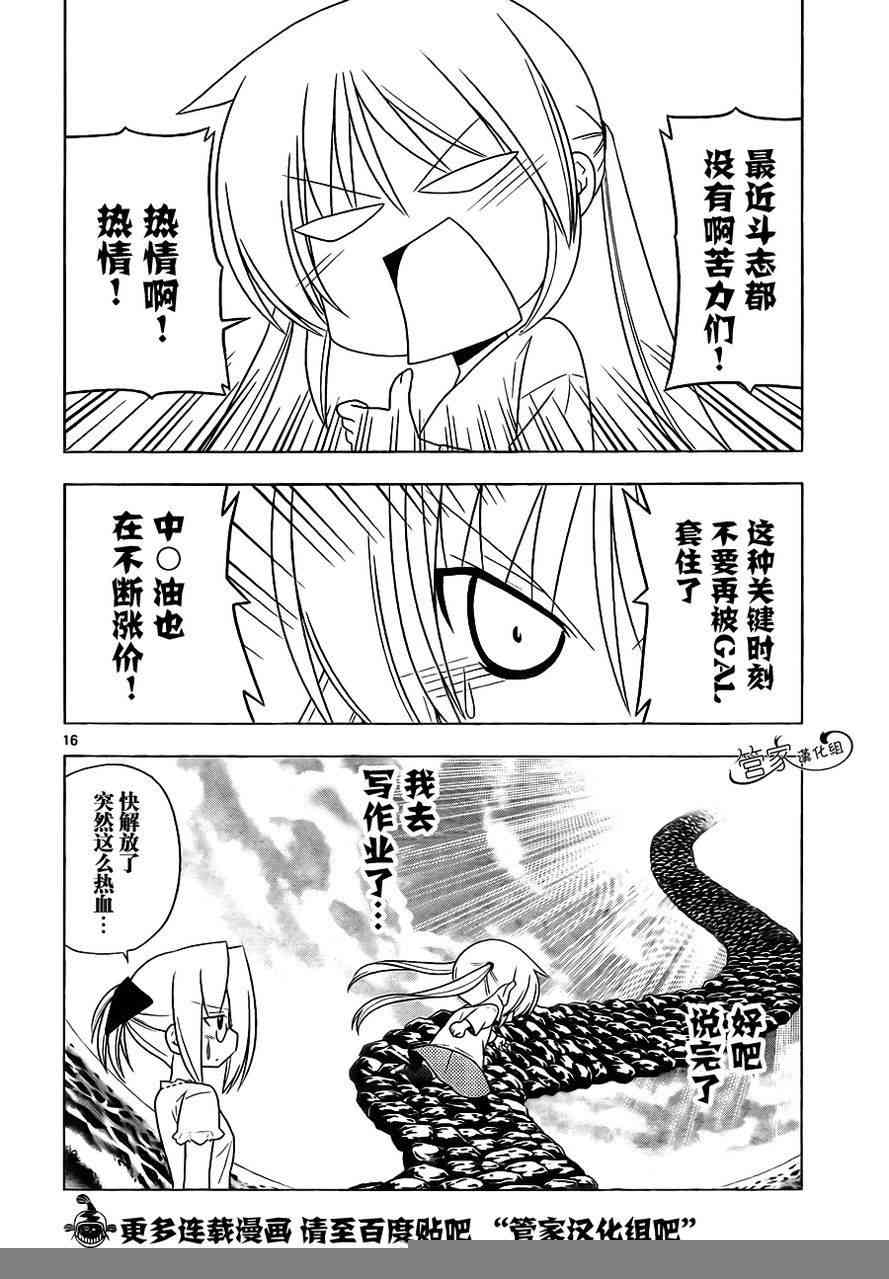 最近斗志都
没有啊苦力们！
热情啊！
热情！
这种关键时刻
不要再被GAL
套住了
中〇油也
在不断涨价！
16
管家漢化组
我去
写作业了…
快解放了
突然这么热血…
好吧
说完了
更多连载漫画 请至百度贴吧 “管家汉化组吧”